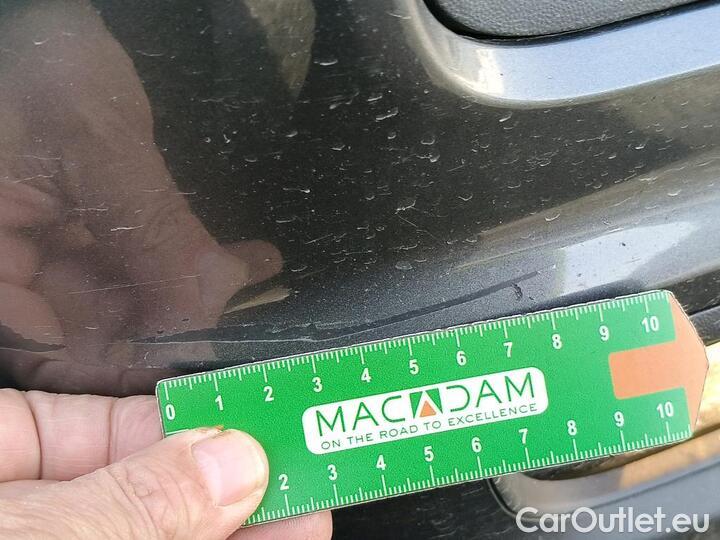 0 1 2 3 4 5 6 7 8 9 10
MACADAM
ON THE ROAD TO EXCELLENCE
2 3 4 5 6 7 8 9 10
CarOutlet.eu